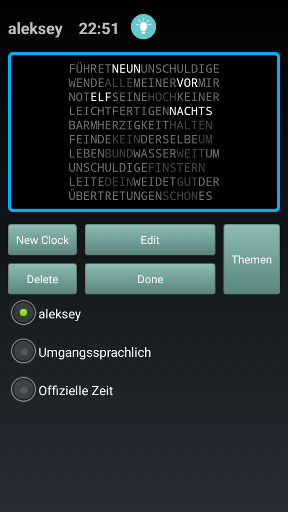 aleksey 22:51
FÜHRETNEUNUNSCHULDIGE
WENDEALLEMEINERVORMIR
NOTELFSEINEHOCHKEINER
LEICHTFERTIGENNACHTS
BARMHERZIGKEITHALTEN
FEINDEKEINDERSELBEUM
LEBENBUNDWASSERWEITUM
UNSCHULDIGEFINSTERN
LEITEDEINWEIDETGUTDER
ÜBERTRETUNGENSCHONES
New Clock Edit Themen
Delete Done
aleksey
Umgangssprachlich
Offizielle Zeit